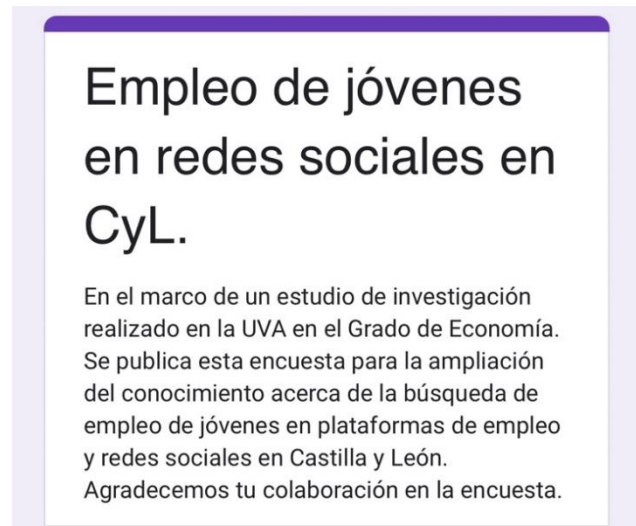 Empleo de jóvenes
en redes sociales en
CyL.
En el marco de un estudio de investigación
realizado en la UVA en el Grado de Economía.
Se publica esta encuesta para la ampliación
del conocimiento acerca de la búsqueda de
empleo de jóvenes en plataformas de empleo
y redes sociales en Castilla y León.
Agradecemos tu colaboración en la encuesta.